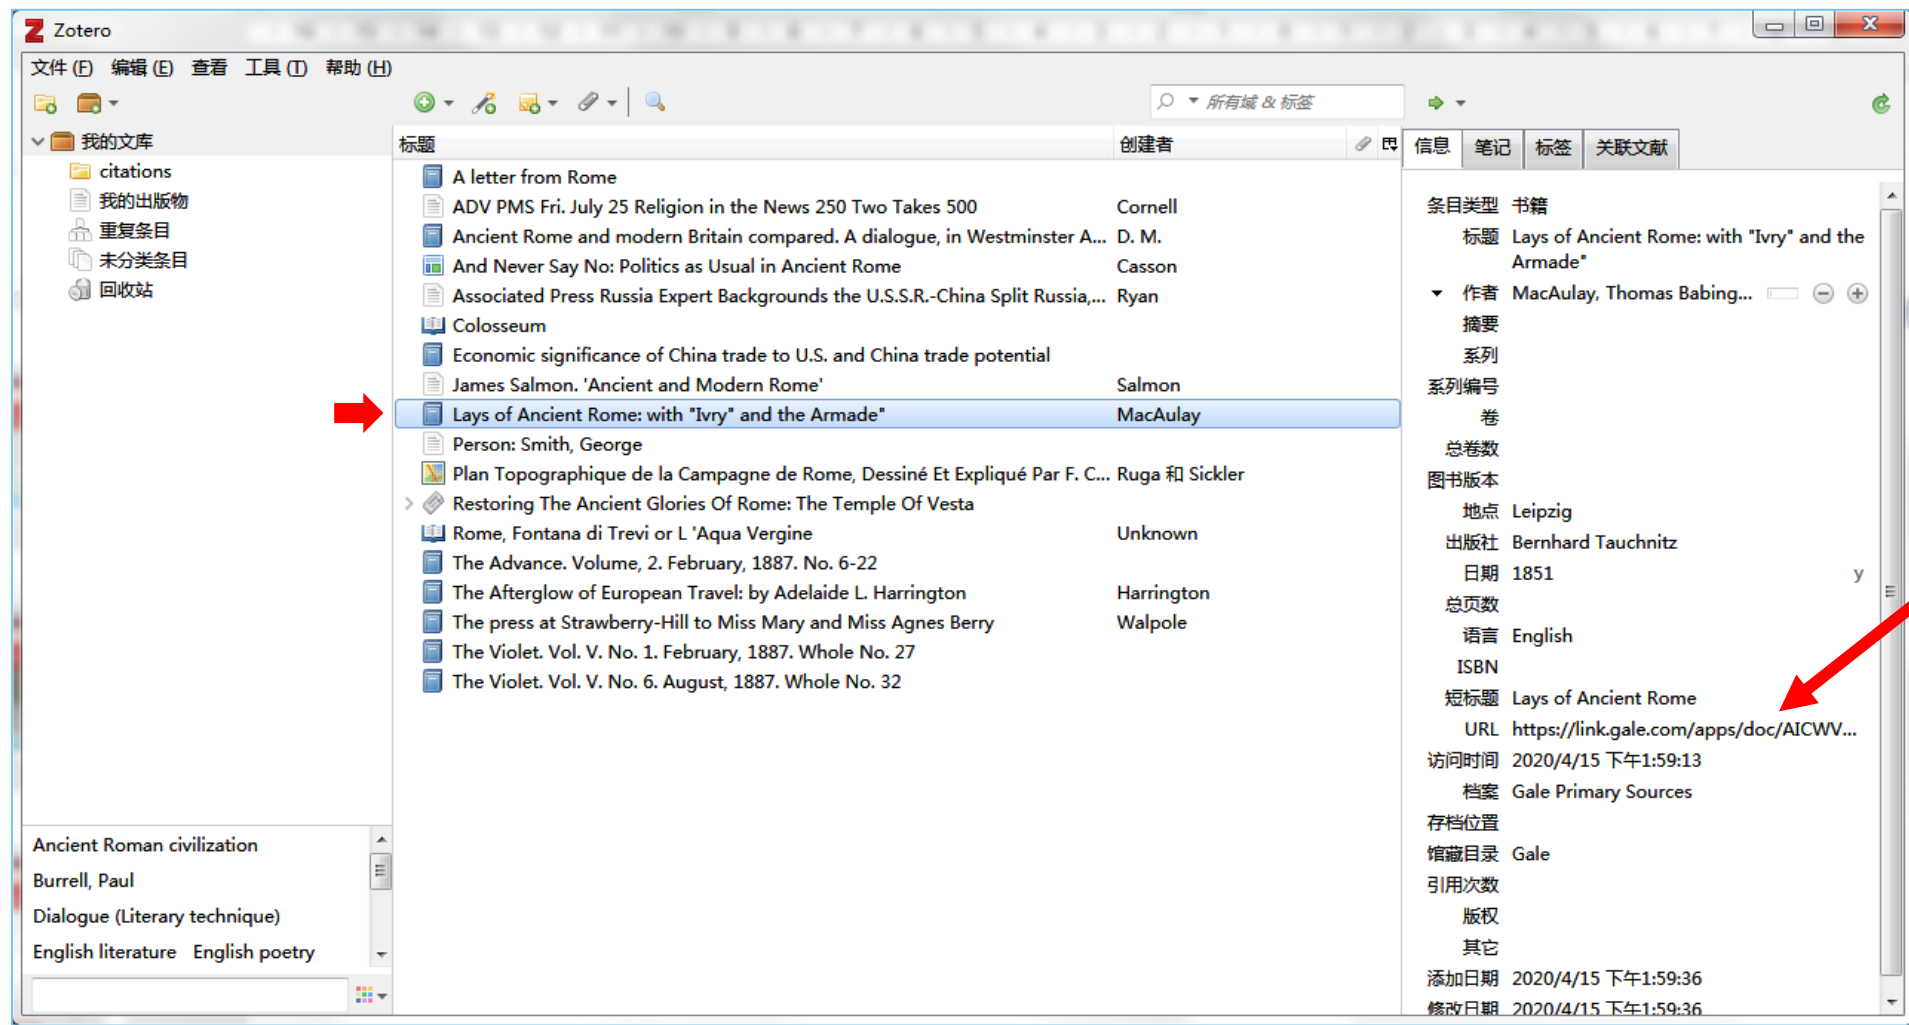 Zotero
文件 (F) 编辑 (E) 查看 工具 (T) 帮助 (H)
所有域 & 标签
我的文库
citations
我的出版物
重复条目
未分类条目
回收站
标题 创建者
A letter from Rome
ADV PMS Fri. July 25 Religion in the News 250 Two Takes 500 Cornell
Ancient Rome and modern Britain compared. A dialogue, in Westminster A... D. M.
And Never Say No: Politics as Usual in Ancient Rome Casson
Associated Press Russia Expert Backgrounds the U.S.S.R.-China Split Russia,... Ryan
Colosseum
Economic significance of China trade to U.S. and China trade potential
James Salmon. 'Ancient and Modern Rome' Salmon
Lays of Ancient Rome: with "Ivry" and the Armade" MacAulay
Person: Smith, George
Plan Topographique de la Campagne de Rome, Dessiné Et Expliqué Par F. C... Ruga 和 Sickler
Restoring The Ancient Glories Of Rome: The Temple Of Vesta
Rome, Fontana di Trevi or L 'Aqua Vergine Unknown
The Advance. Volume, 2. February, 1887. No. 6-22
The Afterglow of European Travel: by Adelaide L. Harrington Harrington
The press at Strawberry-Hill to Miss Mary and Miss Agnes Berry Walpole
The Violet. Vol. V. No. 1. February, 1887. Whole No. 27
The Violet. Vol. V. No. 6. August, 1887. Whole No. 32
信息 笔记 标签 关联文献
条目类型 书籍
标题 Lays of Ancient Rome: with "Ivry" and the
Armade"
作者 MacAulay, Thomas Babing...
摘要
系列
系列编号
卷
总卷数
图书版本
地点 Leipzig
出版社 Bernhard Tauchnitz
日期 1851 y
总页数
语言 English
ISBN
短标题 Lays of Ancient Rome
URL https://link.gale.com/apps/doc/AICWV...
访问时间 2020/4/15 下午1:59:13
档案 Gale Primary Sources
存档位置
馆藏目录 Gale
引用次数
版权
其它
添加日期 2020/4/15 下午1:59:36
修改日期 2020/4/15 下午1:59:36
Ancient Roman civilization
Burrell, Paul
Dialogue (Literary technique)
English literature English poetry